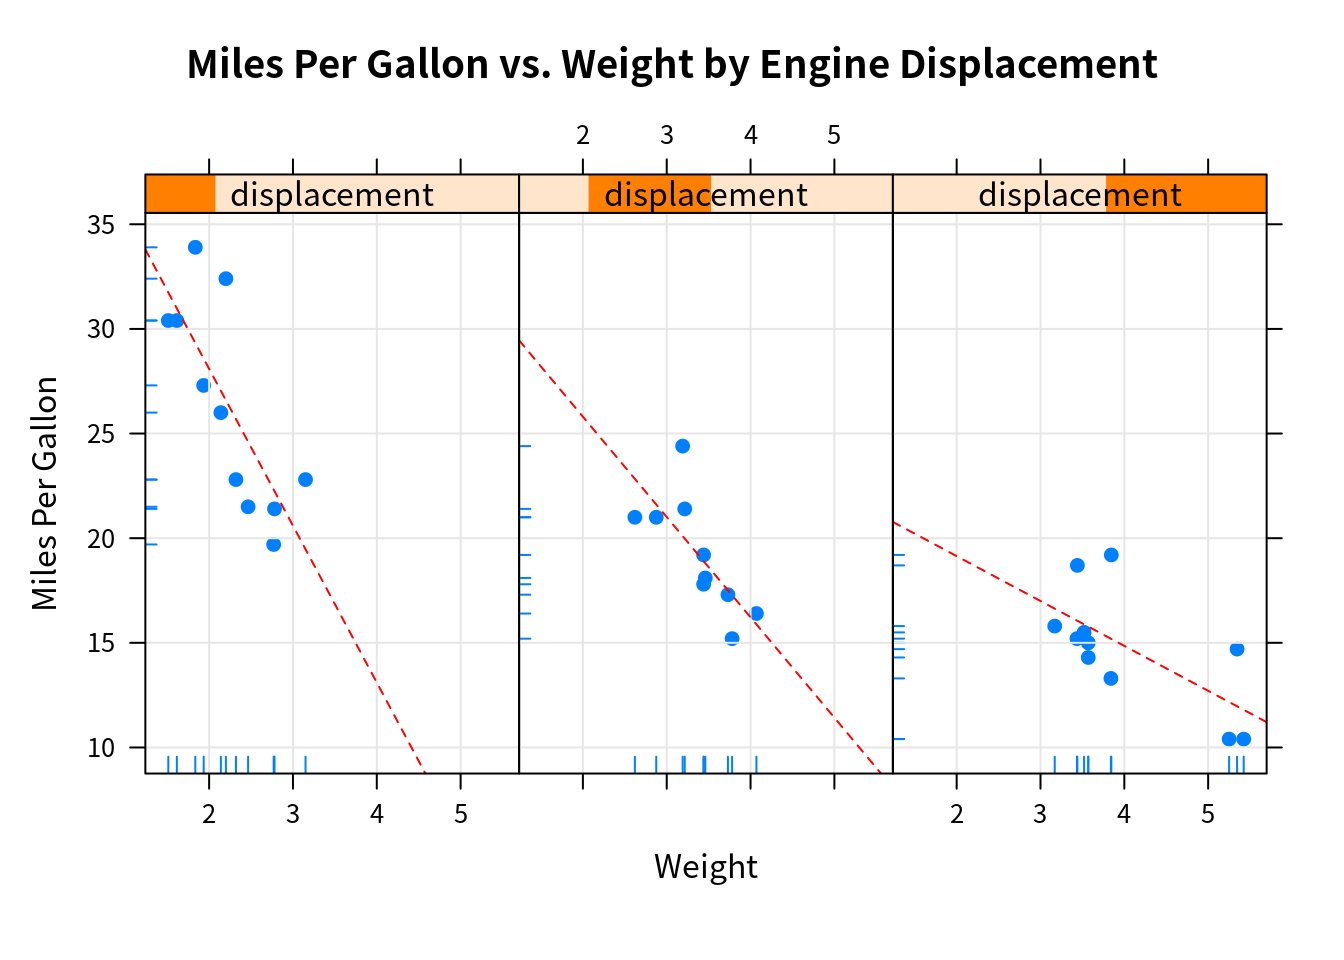 Miles Per Gallon vs. Weight by Engine Displacement
2 3 4 5
displacement displacement displacement
35
30
25
20
15
10
Miles Per Gallon
2 3 4 5 2 3 4 5
Weight